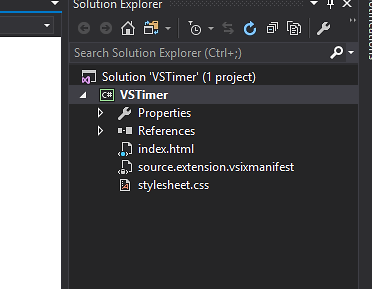 Solution Explorer
Search Solution Explorer (Ctrl+;)
Solution 'VSTimer' (1 project)
C# VSTimer
Properties
References
index.html
source.extension.vsixmanifest
stylesheet.css